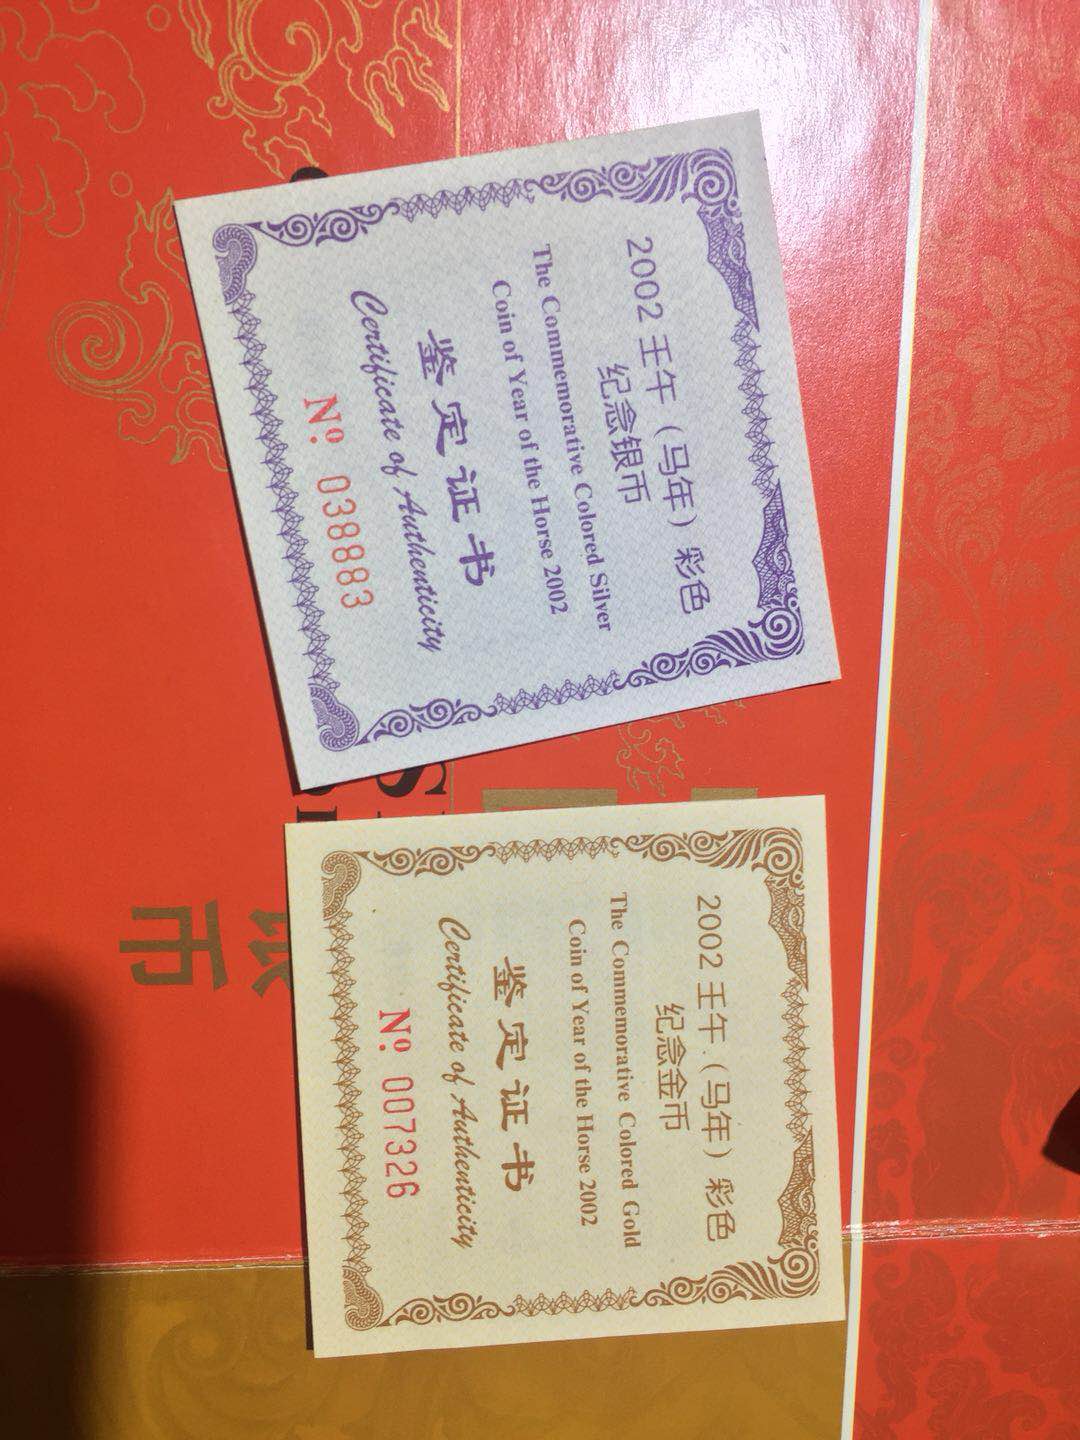 2002 壬午（马年）彩色
纪念银币
The Commemorative Colored Silver
Coin of Year of the Horse 2002
鉴定证书
Certificate of Authenticity
№. 038883
2002 壬午（马年）彩色
纪念金币
The Commemorative Colored Gold
Coin of Year of the Horse 2002
鉴定证书
Certificate of Authenticity
№. 007326
币